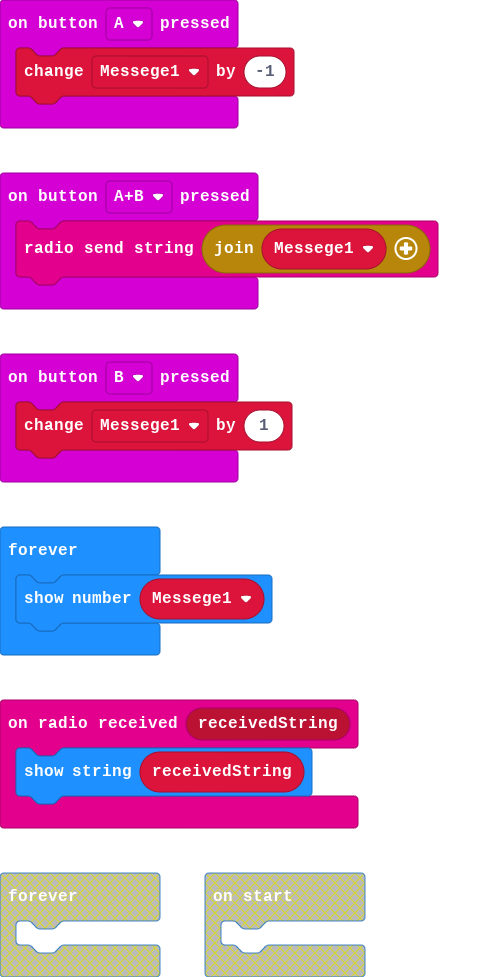 on button A pressed
change Messege1 by -1
on button A+B pressed
radio send string join Messege1
on button B pressed
change Messege1 by 1
forever
show number Messege1
on radio received receivedString
show string receivedString
forever
on start